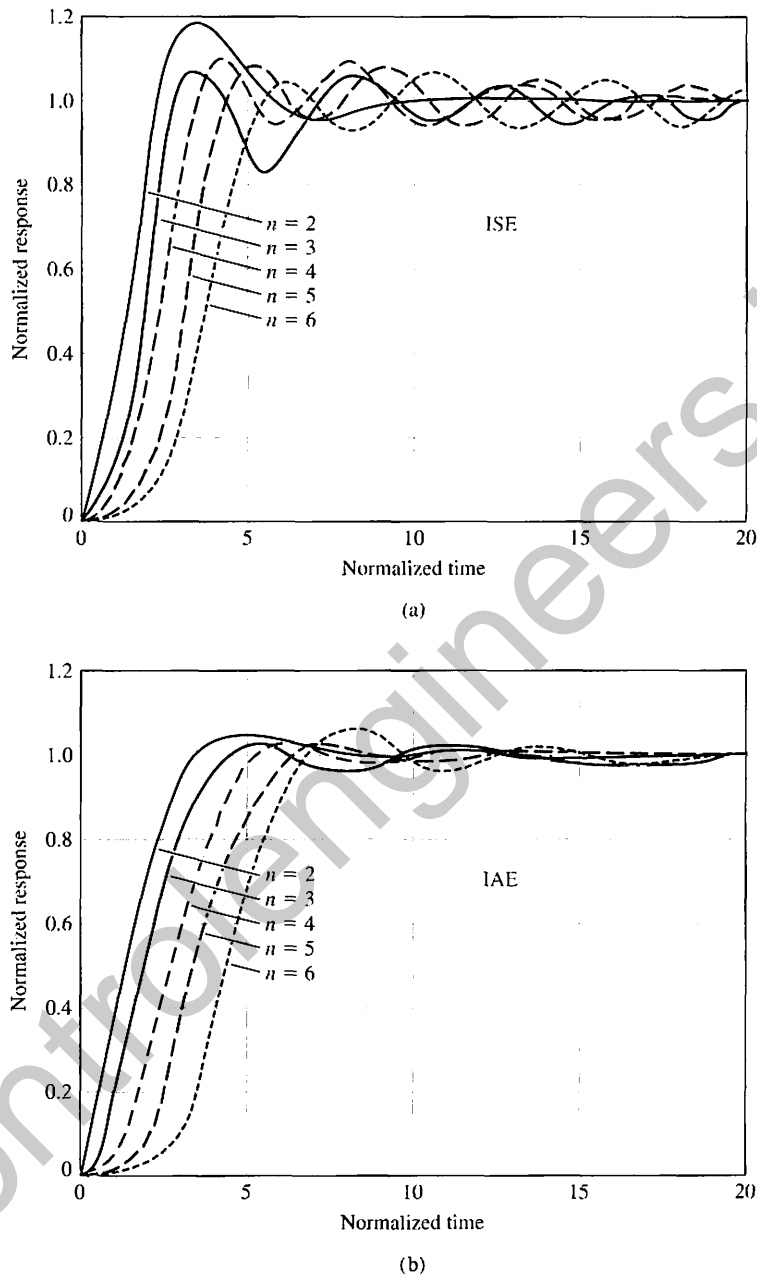 1.2
1.0
0.8
0.6
0.4
0.2
0
Normalized response
n = 2
n = 3
n = 4
n = 5
n = 6
ISE
0 5 10 15 20
Normalized time
(a)
1.2
1.0
0.8
0.6
0.4
0.2
0
Normalized response
n = 2
n = 3
n = 4
n = 5
n = 6
IAE
0 5 10 15 20
Normalized time
(b)
ontrolengineers